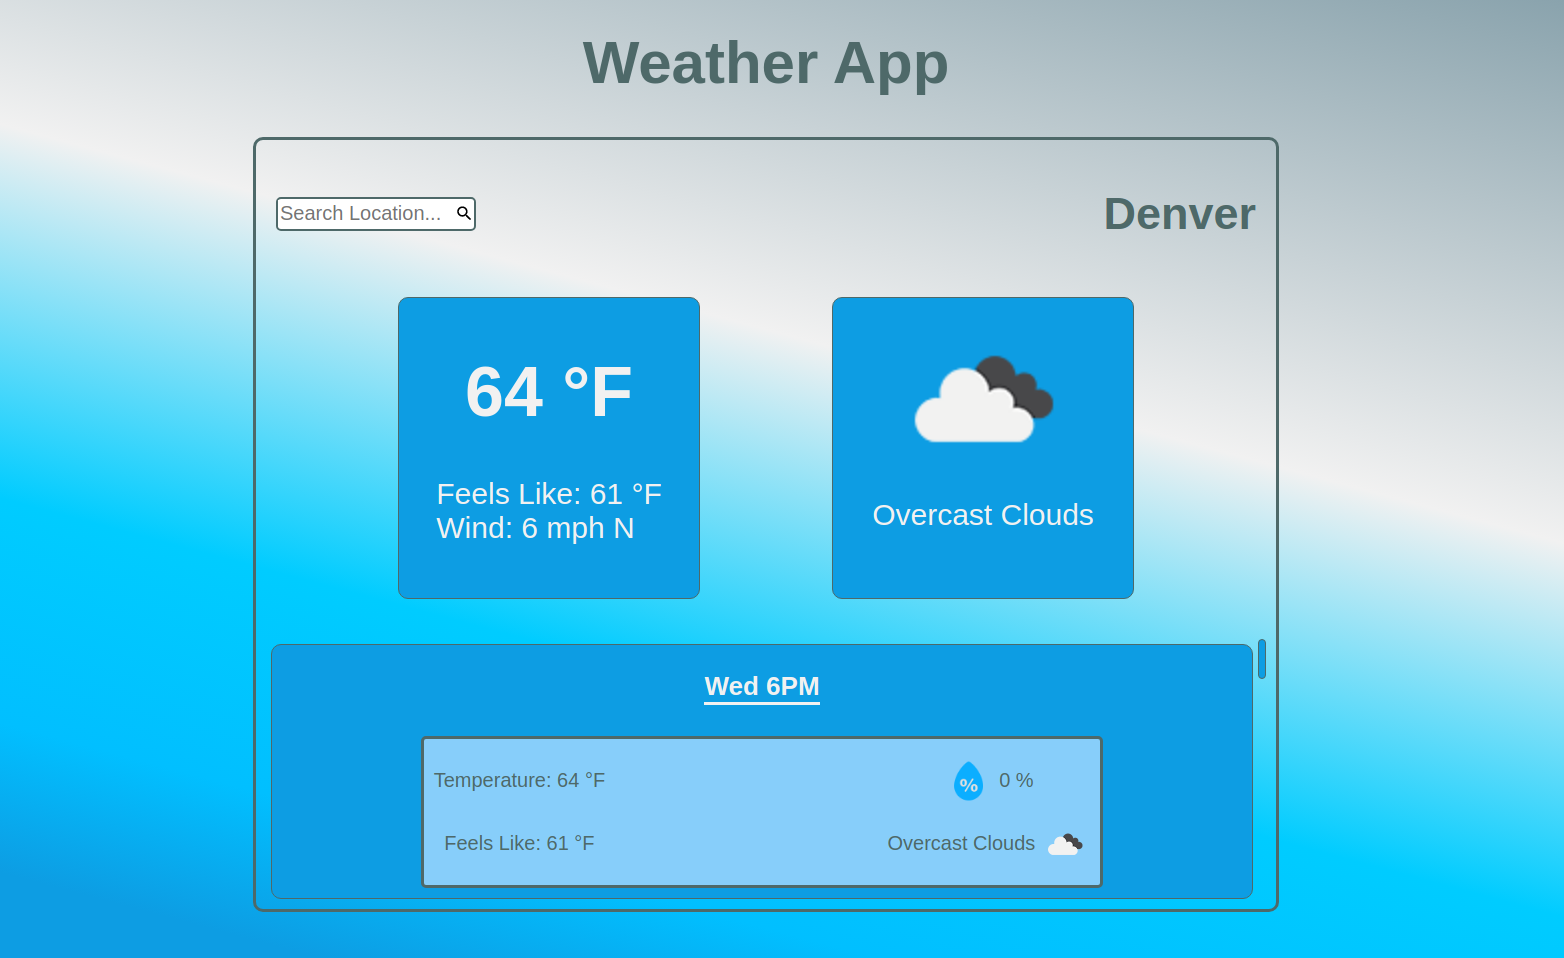 Weather App
Search Location...
Denver
64 °F
Feels Like: 61 °F
Wind: 6 mph N
Overcast Clouds
Wed 6PM
Temperature: 64 °F
% 0 %
Feels Like: 61 °F
Overcast Clouds